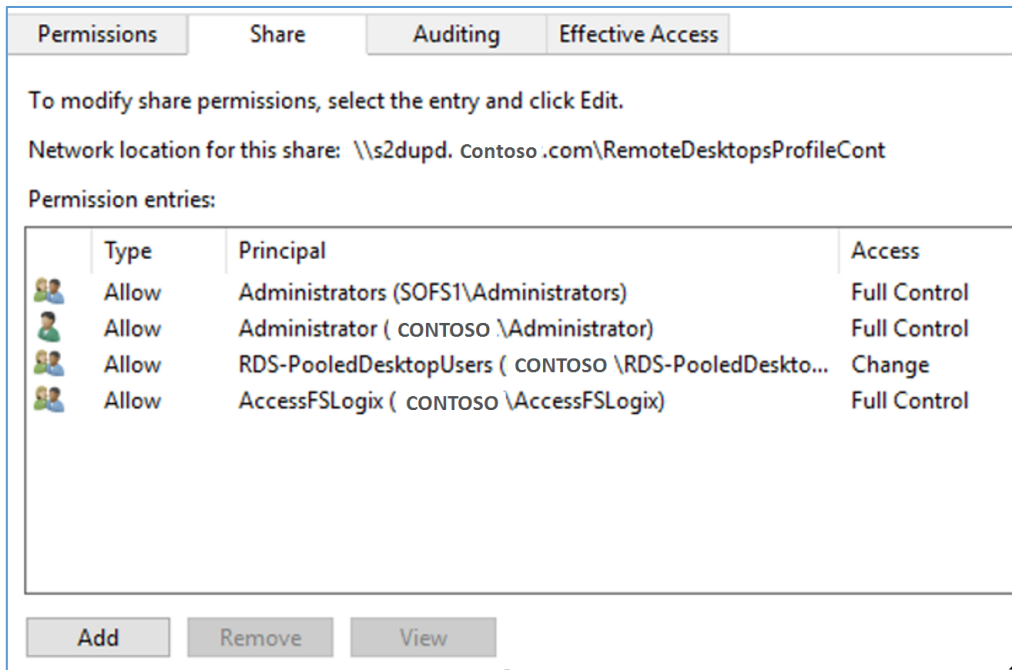 Permissions Share Auditing Effective Access
To modify share permissions, select the entry and click Edit.
Network location for this share: \\s2dupd. Contoso .com\RemoteDesktopsProfileCont
Permission entries:
Type Principal Access
Allow Administrators (SOFS1\Administrators) Full Control
Allow Administrator ( CONTOSO \Administrator) Full Control
Allow RDS-PooledDesktopUsers ( CONTOSO \RDS-PooledDeskto... Change
Allow AccessFSLogix ( CONTOSO \AccessFSLogix) Full Control
Add Remove View